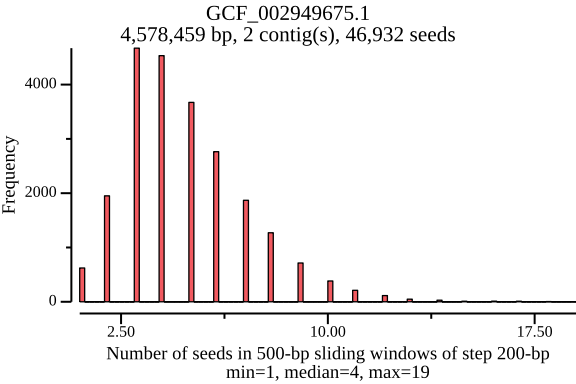 GCF_002949675.1
4,578,459 bp, 2 contig(s), 46,932 seeds
Frequency
4000
2000
0
2.50 10.00 17.50
Number of seeds in 500-bp sliding windows of step 200-bp
min=1, median=4, max=19